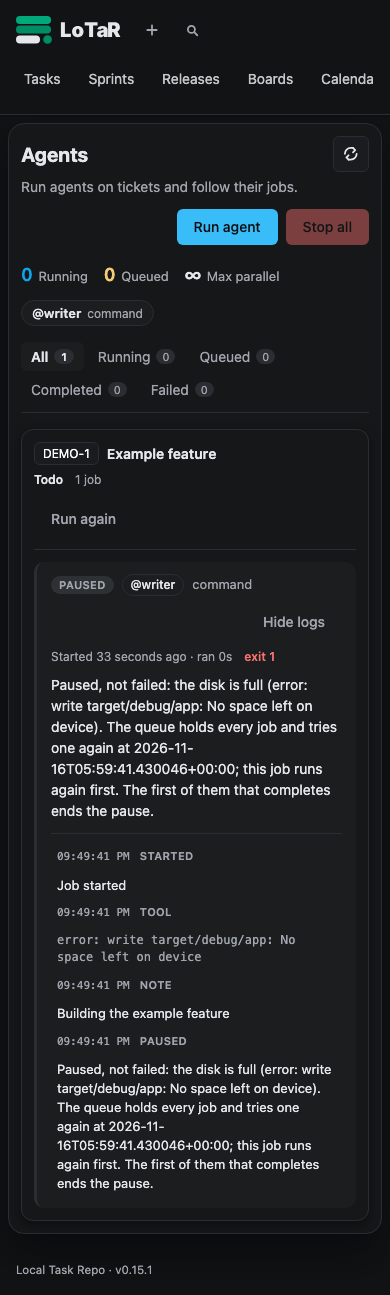 LoTaR
Tasks Sprints Releases Boards Calenda
Agents
Run agents on tickets and follow their jobs.
Run agent Stop all
0 Running 0 Queued ∞ Max parallel
@writer command
All 1 Running 0 Queued 0
Completed 0 Failed 0
DEMO-1 Example feature
Todo 1 job
Run again
PAUSED @writer command
Hide logs
Started 33 seconds ago · ran 0s exit 1
Paused, not failed: the disk is full (error:
write target/debug/app: No space left on
device). The queue holds every job and tries
one again at 2026-11-
16T05:59:41.430046+00:00; this job runs
again first. The first of them that completes
ends the pause.
09:49:41 PM STARTED
Job started
09:49:41 PM TOOL
error: write target/debug/app: No
space left on device
09:49:41 PM NOTE
Building the example feature
09:49:41 PM PAUSED
Paused, not failed: the disk is full (error: write
target/debug/app: No space left on device).
The queue holds every job and tries one
again at 2026-11-
16T05:59:41.430046+00:00; this job runs
again first. The first of them that completes
ends the pause.
Local Task Repo · v0.15.1